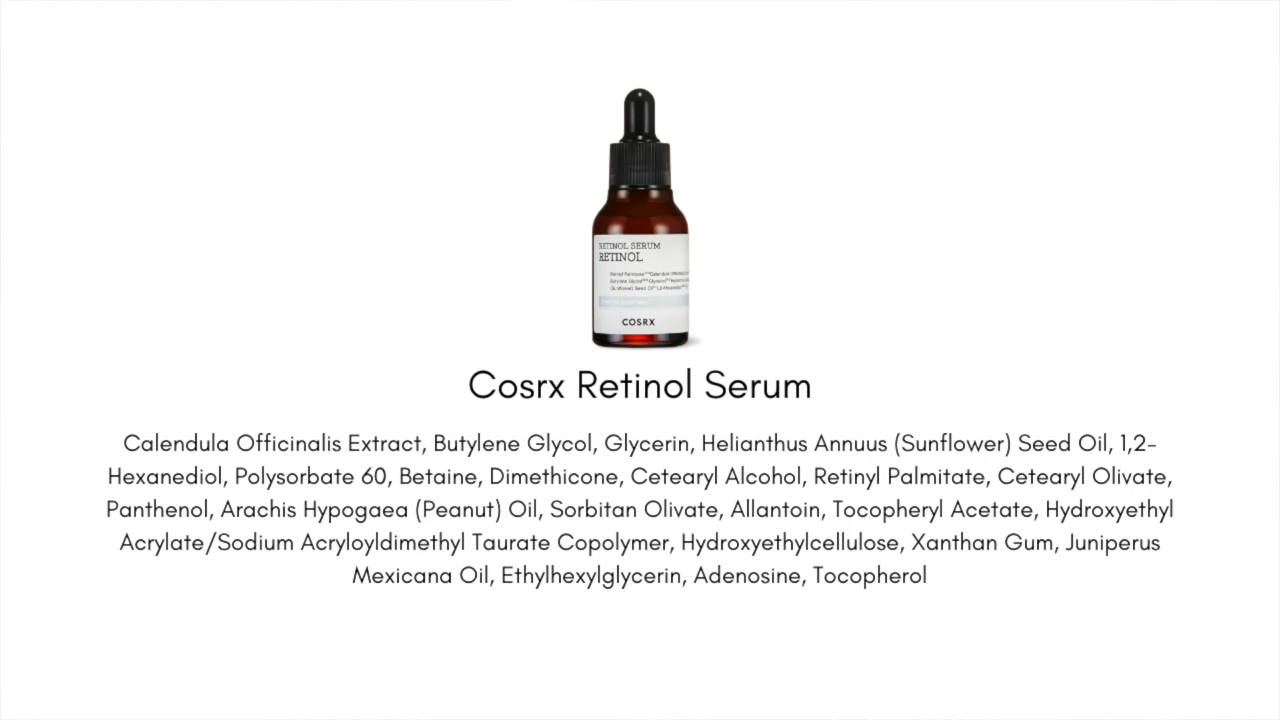 RETINOL SERUM
RETINOL
COSRX
Cosrx Retinol Serum
Calendula Officinalis Extract, Butylene Glycol, Glycerin, Helianthus Annuus (Sunflower) Seed Oil, 1,2-
Hexanediol, Polysorbate 60, Betaine, Dimethicone, Cetearyl Alcohol, Retinyl Palmitate, Cetearyl Olivate,
Panthenol, Arachis Hypogaea (Peanut) Oil, Sorbitan Olivate, Allantoin, Tocopheryl Acetate, Hydroxyethyl
Acrylate/Sodium Acryloyldimethyl Taurate Copolymer, Hydroxyethylcellulose, Xanthan Gum, Juniperus
Mexicana Oil, Ethylhexylglycerin, Adenosine, Tocopherol